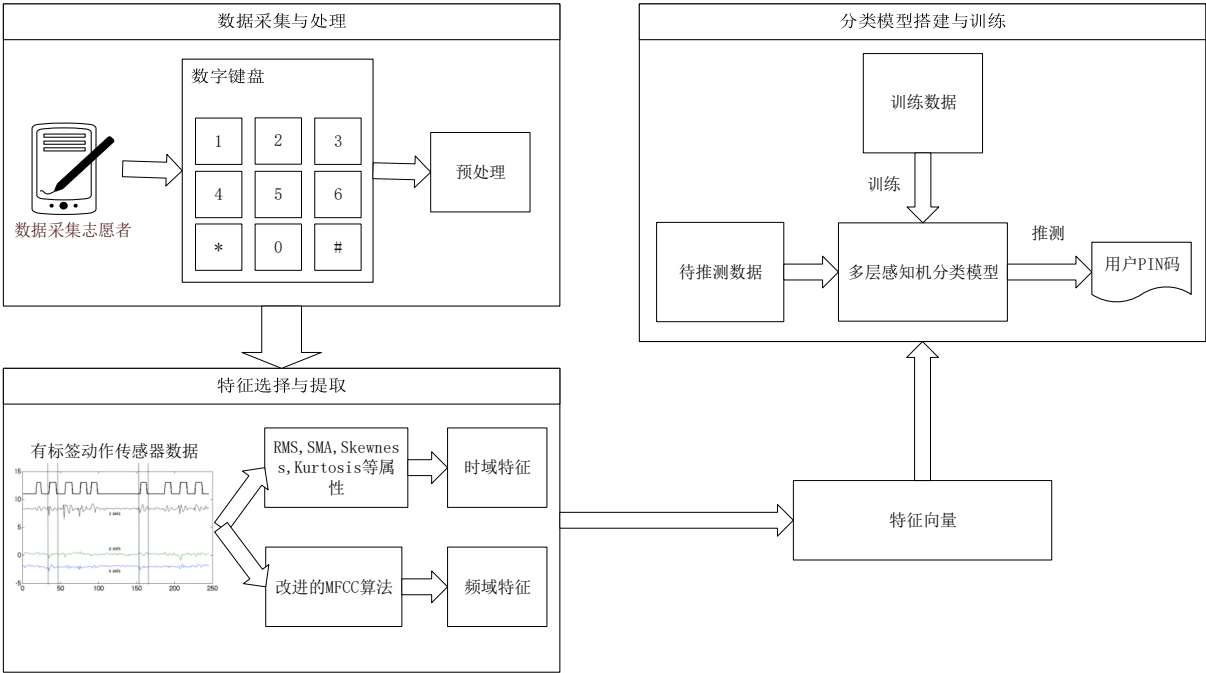 数据采集与处理
数字键盘
1
2
3
4
5
6
*
0
#
数据采集志愿者
预处理
特征选择与提取
有标签动作传感器数据
15
10
5
0
-5
0
50
100
150
200
250
z axis
y axis
x axis
RMS,SMA,Skewnes
s,Kurtosis等属
性
时域特征
改进的MFCC算法
频域特征
特征向量
分类模型搭建与训练
训练数据
训练
待推测数据
多层感知机分类模型
推测
用户PIN码